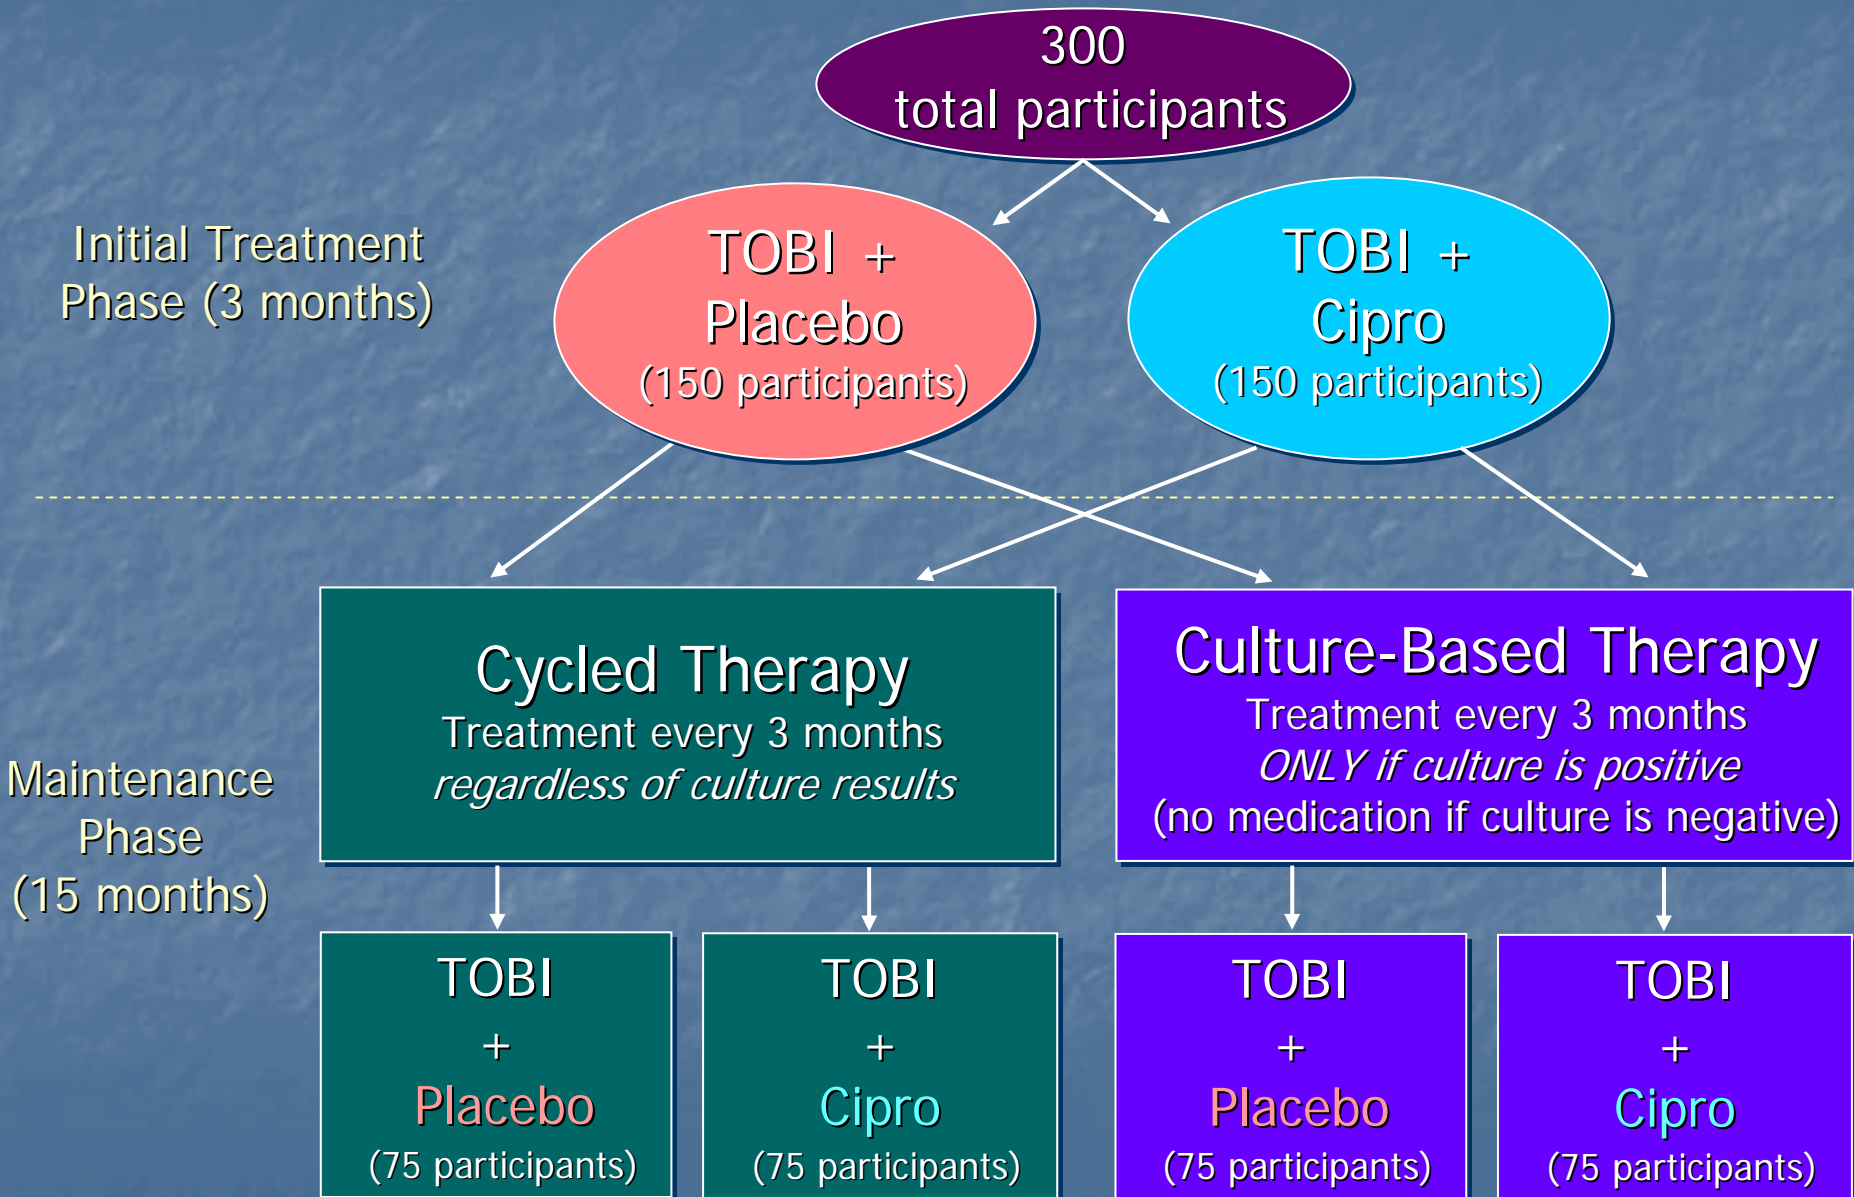 300
total participants
Initial Treatment
Phase (3 months)
TOBI +
Placebo
(150 participants)
TOBI +
Cipro
(150 participants)
Maintenance
Phase
(15 months)
Cycled Therapy
Treatment every 3 months
regardless of culture results
Culture-Based Therapy
Treatment every 3 months
ONLY if culture is positive
(no medication if culture is negative)
TOBI
+
Placebo
(75 participants)
TOBI
+
Cipro
(75 participants)
TOBI
+
Placebo
(75 participants)
TOBI
+
Cipro
(75 participants)